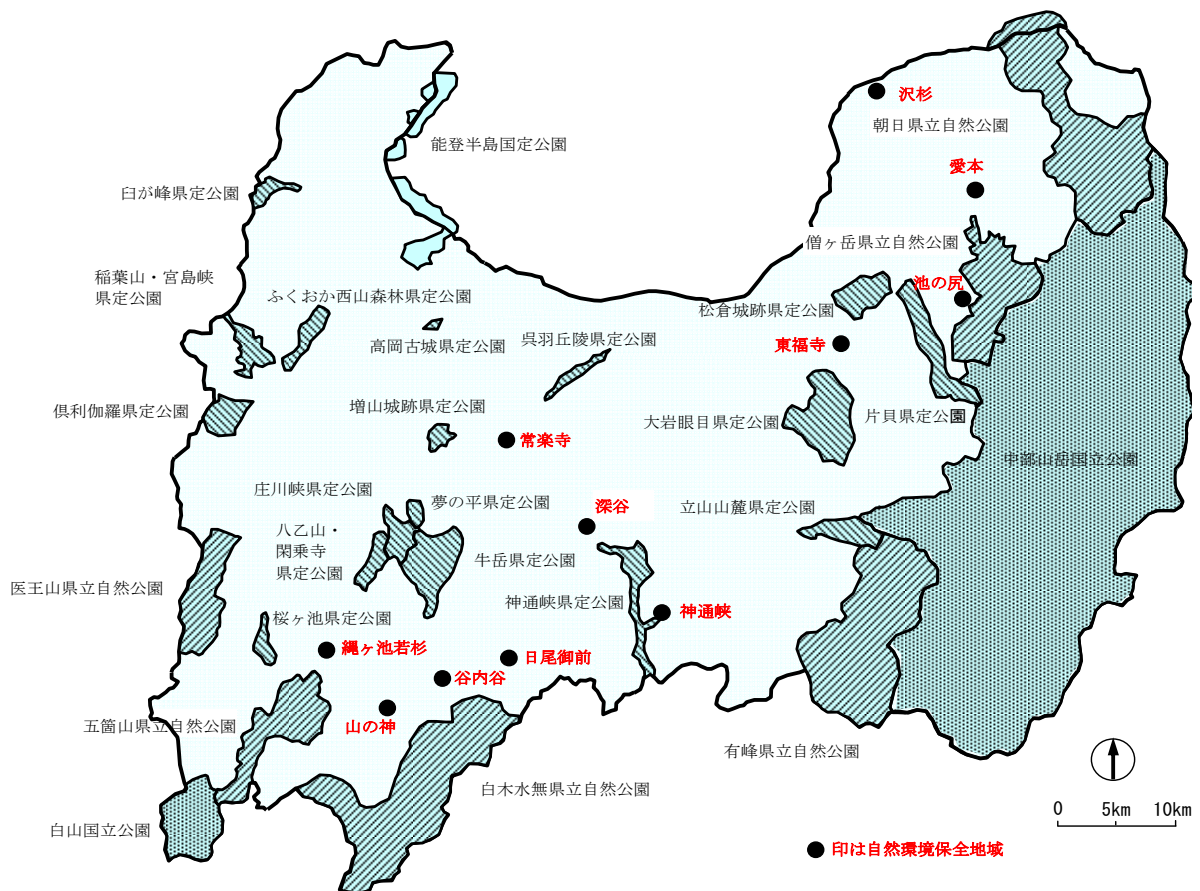 沢杉
朝日県立自然公園
能登半島国定公園
愛本
臼が峰県定公園
僧ヶ岳県立自然公園
稲葉山・宮島峡
県定公園
池の尻
ふくおか西山森林県定公園
松倉城跡県定公園
高岡古城県定公園
呉羽丘陵県定公園
東福寺
倶利伽羅県定公園
増山城跡県定公園
大岩眼目県定公園
片貝県定公園
常楽寺
中部山岳国立公園
庄川峡県定公園
夢の平県定公園
深谷
立山山麓県定公園
八乙山・
閑乗寺
県定公園
牛岳県定公園
医王山県立自然公園
神通峡県定公園
神通峡
桜ヶ池県定公園
縄ヶ池若杉
日尾御前
谷内谷
五箇山県立自然公園
山の神
有峰県立自然公園
白木水無県立自然公園
白山国立公園
0 5km 10km
印は自然環境保全地域